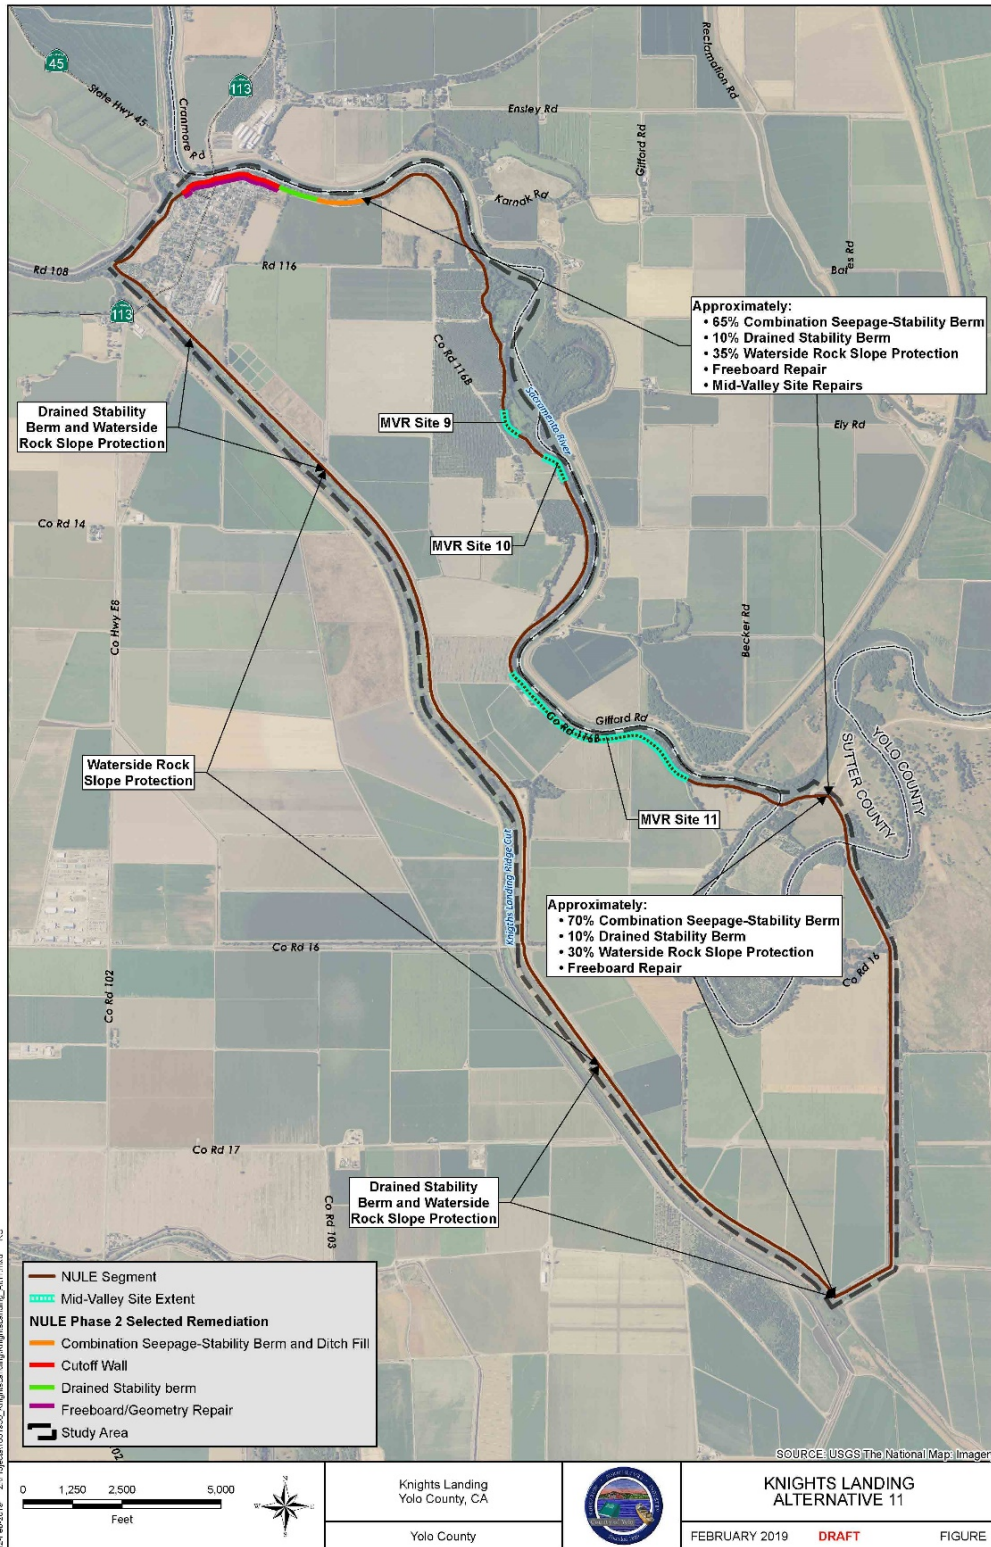 45
113
State Hwy 45
Cranmore Rd
Ensley Rd
Reclamation Rd
Gifford Rd
Karnak Rd
Rd 108
Rd 116
113
Bates Rd
Approximately:
• 65% Combination Seepage-Stability Berm
• 10% Drained Stability Berm
• 35% Waterside Rock Slope Protection
• Freeboard Repair
• Mid-Valley Site Repairs
Co Rd 116B
Sacramento River
Drained Stability
Berm and Waterside
Rock Slope Protection
MVR Site 9
Ely Rd
Co Rd 14
MVR Site 10
Co Hwy E8
Becker Rd
Gifford Rd
Co Rd 116B
YOLO COUNTY
SUTTER COUNTY
Waterside Rock
Slope Protection
MVR Site 11
Knigths Landing Ridge Cut
Approximately:
• 70% Combination Seepage-Stability Berm
• 10% Drained Stability Berm
• 30% Waterside Rock Slope Protection
• Freeboard Repair
Co Rd 16
Co Rd 16
Co Rd 102
Co Rd 17
Drained Stability
Berm and Waterside
Rock Slope Protection
Co Rd 103
NULE Segment
Mid-Valley Site Extent
NULE Phase 2 Selected Remediation
Combination Seepage-Stability Berm and Ditch Fill
Cutoff Wall
Drained Stability berm
Freeboard/Geometry Repair
Study Area
02
SOURCE: USGS The National Map: Imagery
0 1,250 2,500 5,000
Feet
N
W E
S
Knights Landing
Yolo County, CA
Yolo County
KNIGHTS LANDING
ALTERNATIVE 11
FEBRUARY 2019 DRAFT FIGURE